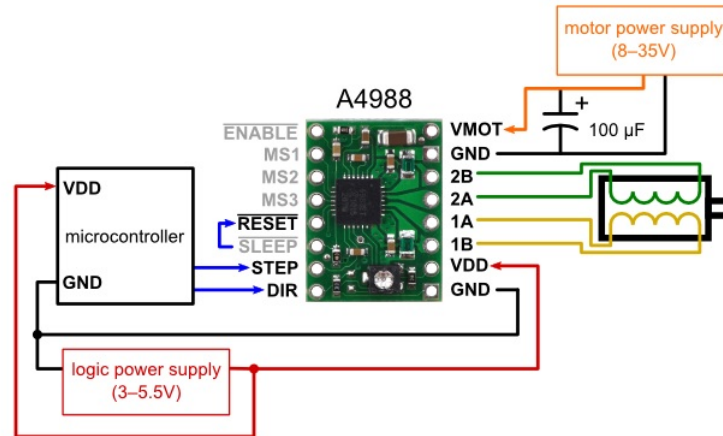 motor power supply
(8–35V)
A4988
ENABLE
MS1
MS2
MS3
RESET
SLEEP
STEP
DIR
VMOT
GND
2B
2A
1A
1B
VDD
GND
+
100 µF
VDD
microcontroller
GND
logic power supply
(3–5.5V)